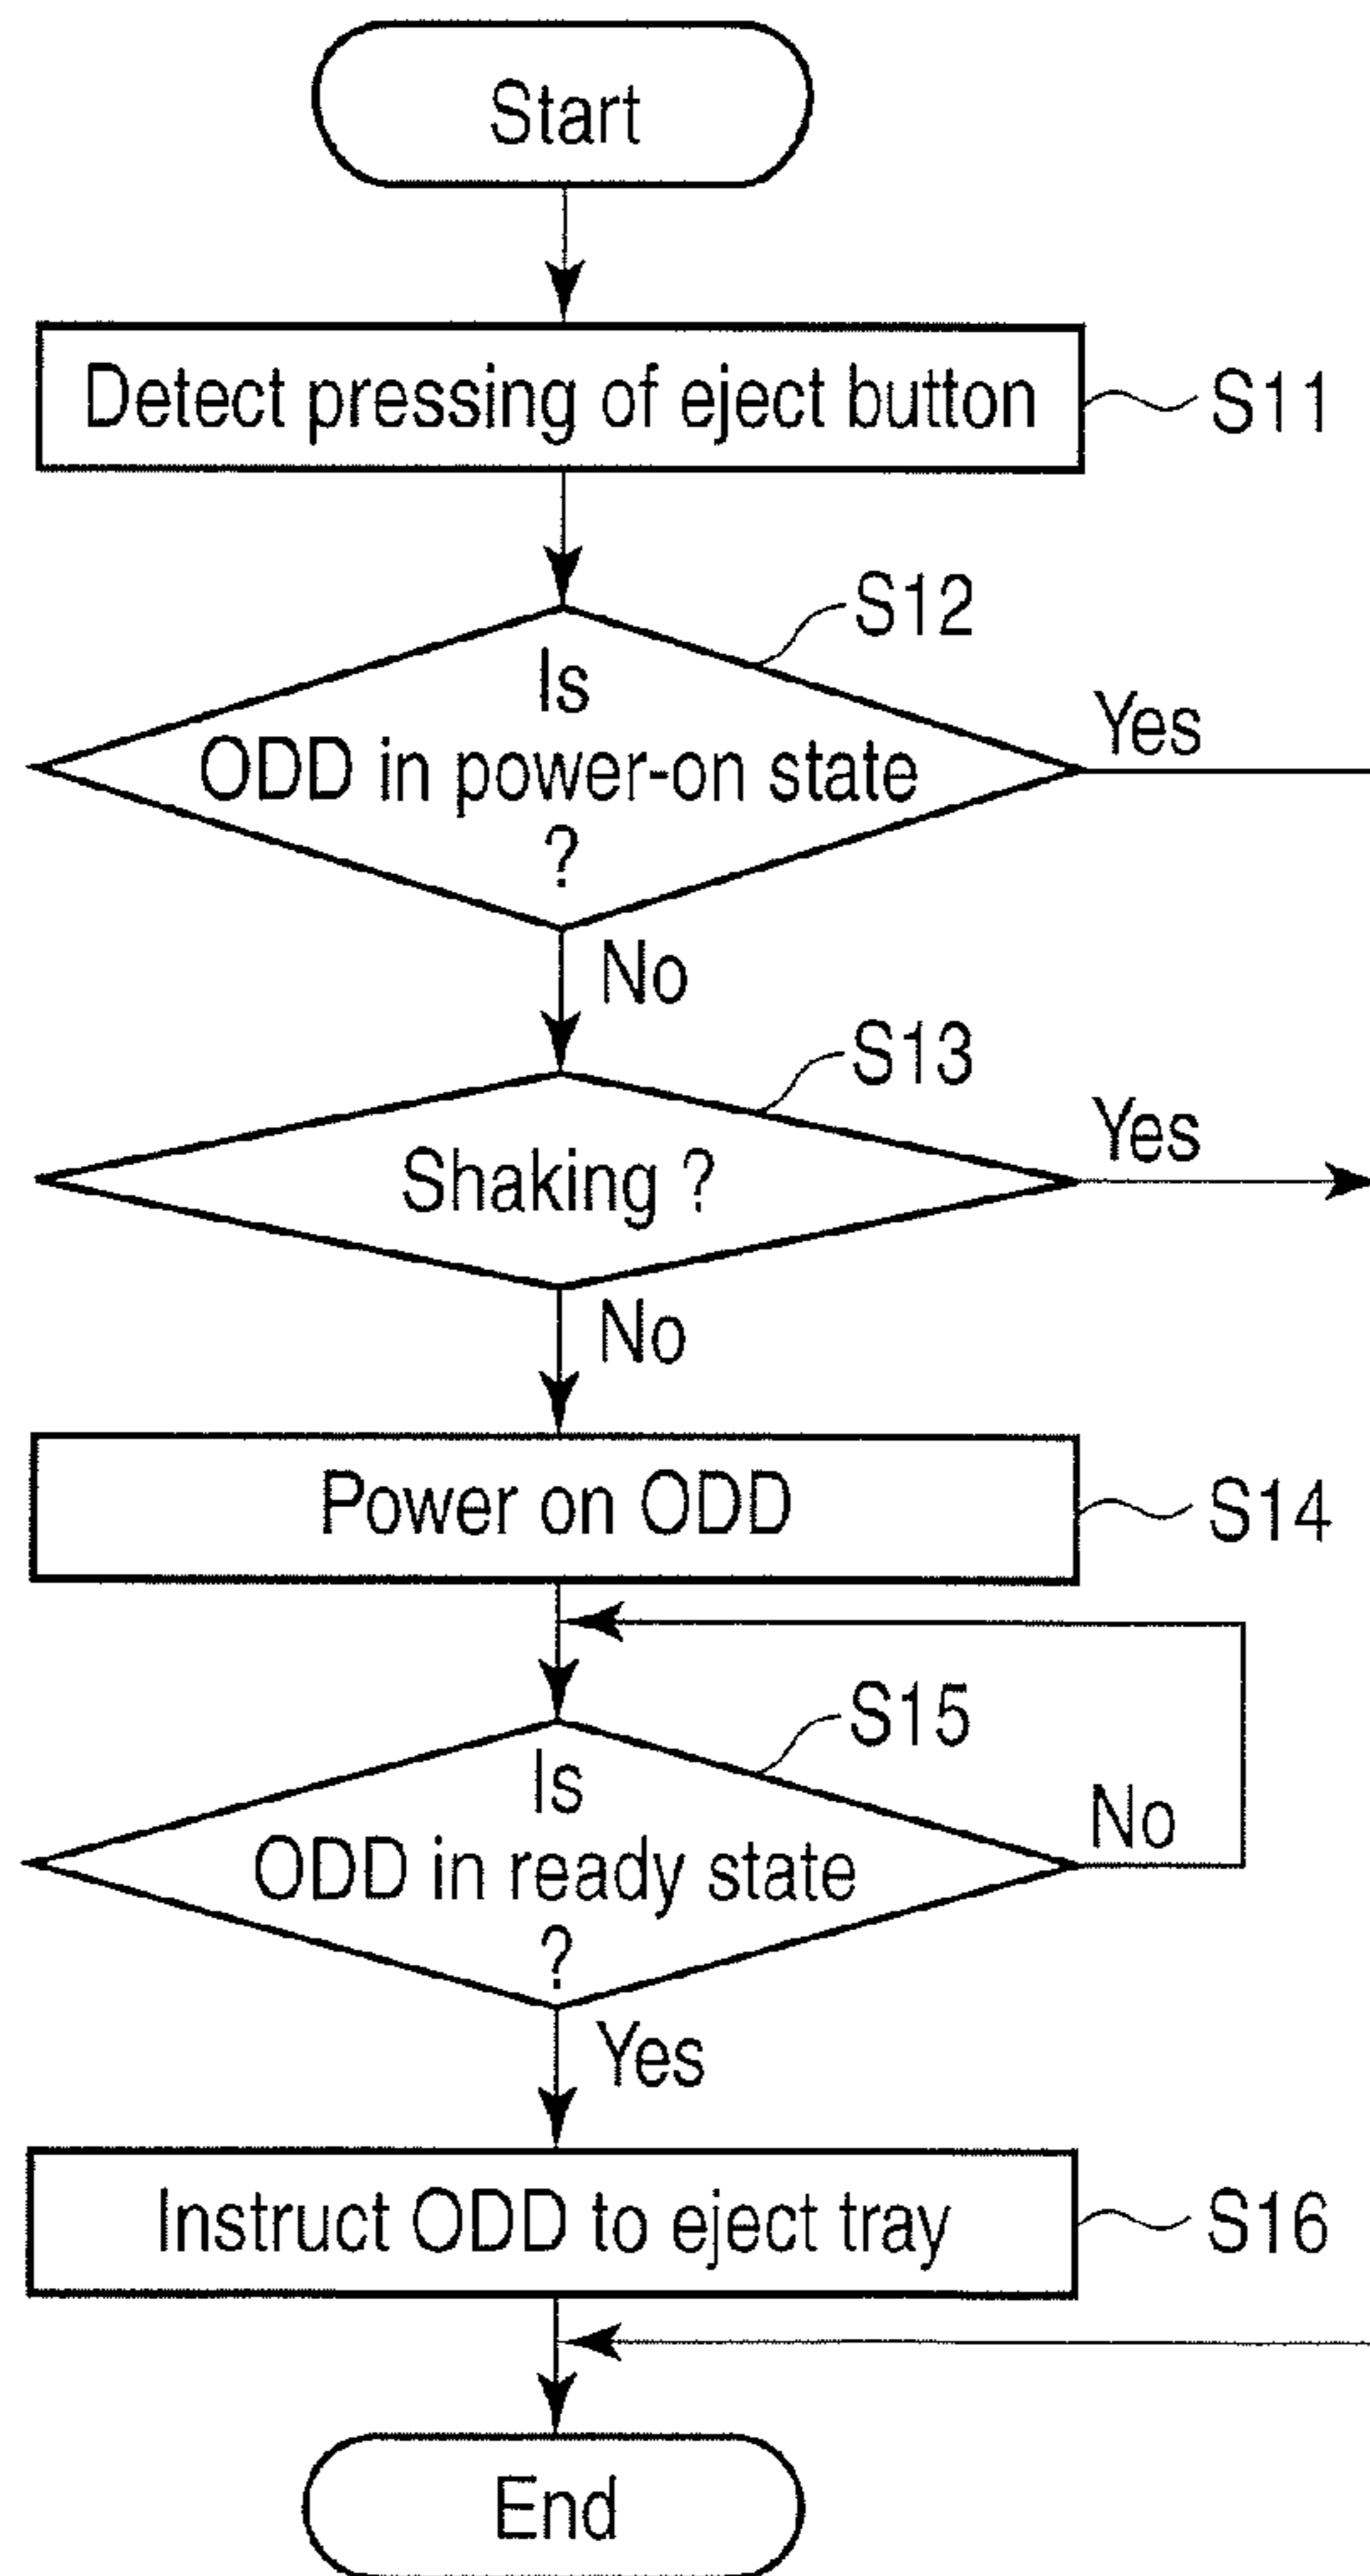 Start
Detect pressing of eject button
S11
S12
Is
ODD in power-on state
?
Yes
No
S13
Shaking ?
Yes
No
Power on ODD
S14
S15
Is
ODD in ready state
?
No
Yes
Instruct ODD to eject tray
S16
End